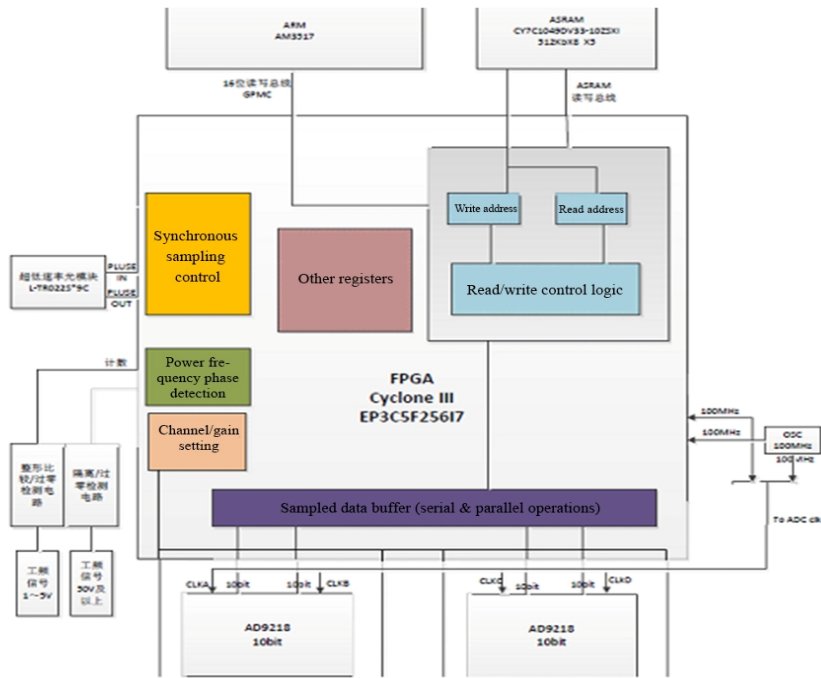 ARM
AM3517
ASRAM
CY7C1049DV33-10ZSXI
512Kbx8 X3
16位读写总线
GPMC
ASRAM
读写总线
Write address
Read address
Read/write control logic
Synchronous
sampling
control
Other registers
超低速率光模块
L-TR022S*9C
PLUSE
IN
PLUSE
OUT
计数
Power fre-
quency phase
detection
Channel/gain
setting
FPGA
Cyclone III
EP3C5F256I7
100MHz
100MHz
OSC
100MHz
100MHz
To ADC clk
整形比
较/过零
检测电
路
隔离/过
零检测
电路
工频
信号
1～5V
工频
信号
50V及
以上
Sampled data buffer (serial & parallel operations)
CLKA
10bit
10bit
CLKB
CLKC
10bit
10bit
CLKD
AD9218
10bit
AD9218
10bit